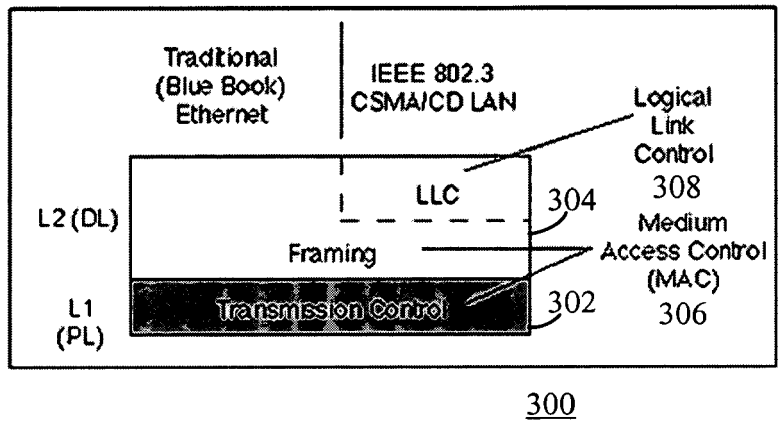 Traditional
(Blue Book)
Ethernet
IEEE 802.3
CSMA/CD LAN
Logical
Link
Control
308
LLC
304
L2 (DL)
Framing
Medium
Access Control
(MAC)
306
Transmission Control
302
L1
(PL)
300